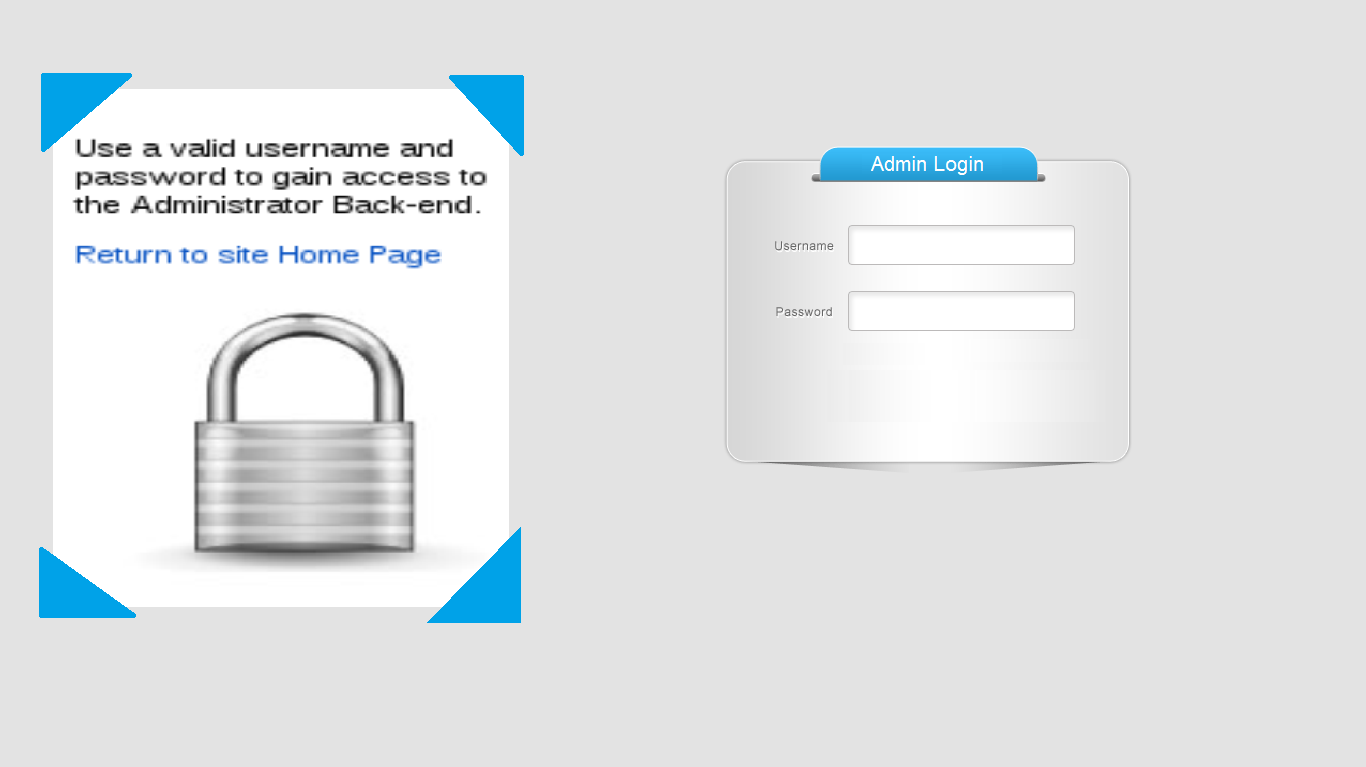 Use a valid username and
password to gain access to
the Administrator Back-end.
Return to site Home Page
Admin Login
Username
Password